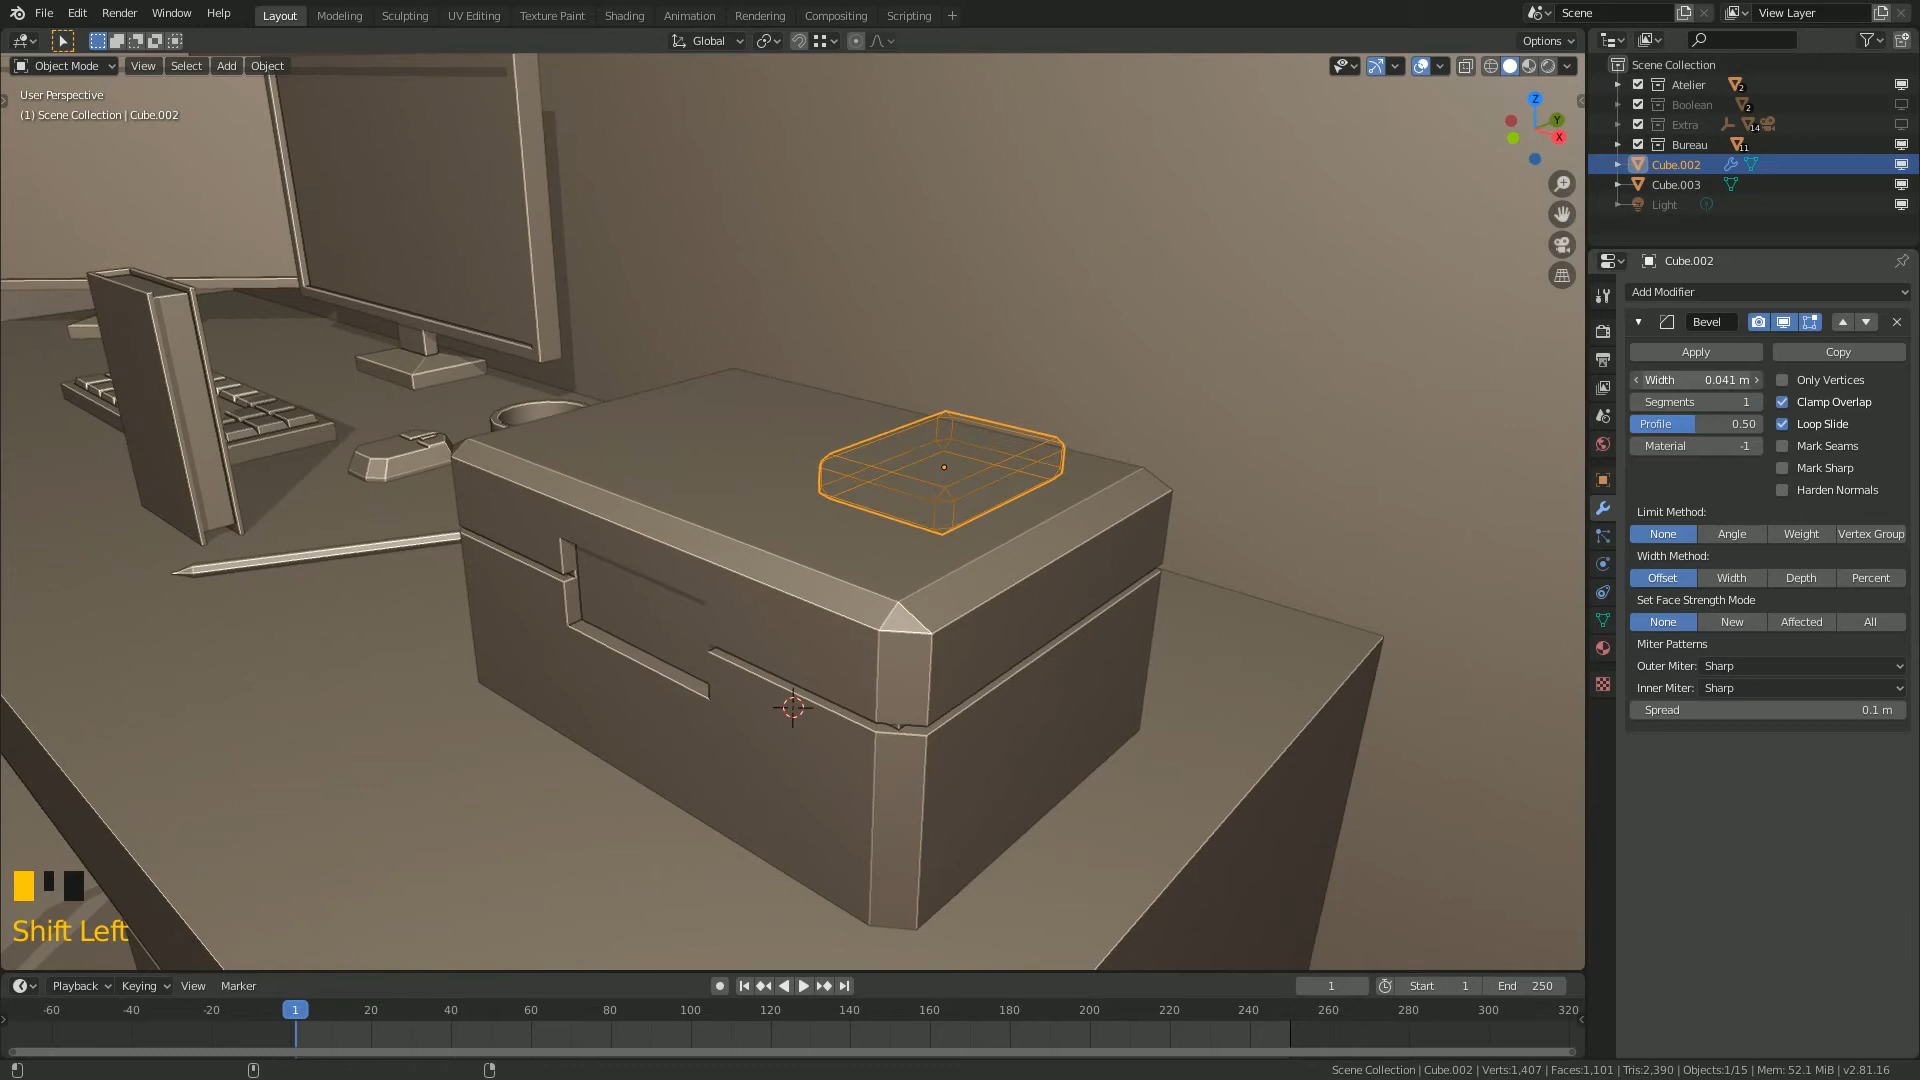 File Edit Render Window Help
Layout Modeling Sculpting UV Editing Texture Paint Shading Animation Rendering Compositing Scripting +
Scene
View Layer
Global
Options
Object Mode View Select Add Object
User Perspective
(1) Scene Collection | Cube.002
Z
Y
X
Scene Collection
Atelier 2
Boolean 2
Extra 14
Bureau 11
Cube.002
Cube.003
Light
Cube.002
Add Modifier
Bevel
Apply Copy
Width 0.041 m Only Vertices
Segments 1 Clamp Overlap
Profile 0.50 Loop Slide
Material -1 Mark Seams
Mark Sharp
Harden Normals
Limit Method:
None Angle Weight Vertex Group
Width Method:
Offset Width Depth Percent
Set Face Strength Mode
None New Affected All
Miter Patterns
Outer Miter: Sharp
Inner Miter: Sharp
Spread 0.1 m
Shift Left
Playback Keying View Marker
1 Start 1 End 250
-60 -40 -20 1 20 40 60 80 100 120 140 160 180 200 220 240 260 280 300 320
Scene Collection | Cube.002 | Verts:1,407 | Faces:1,101 | Tris:2,390 | Objects:1/15 | Mem: 52.1 MiB | v2.81.16